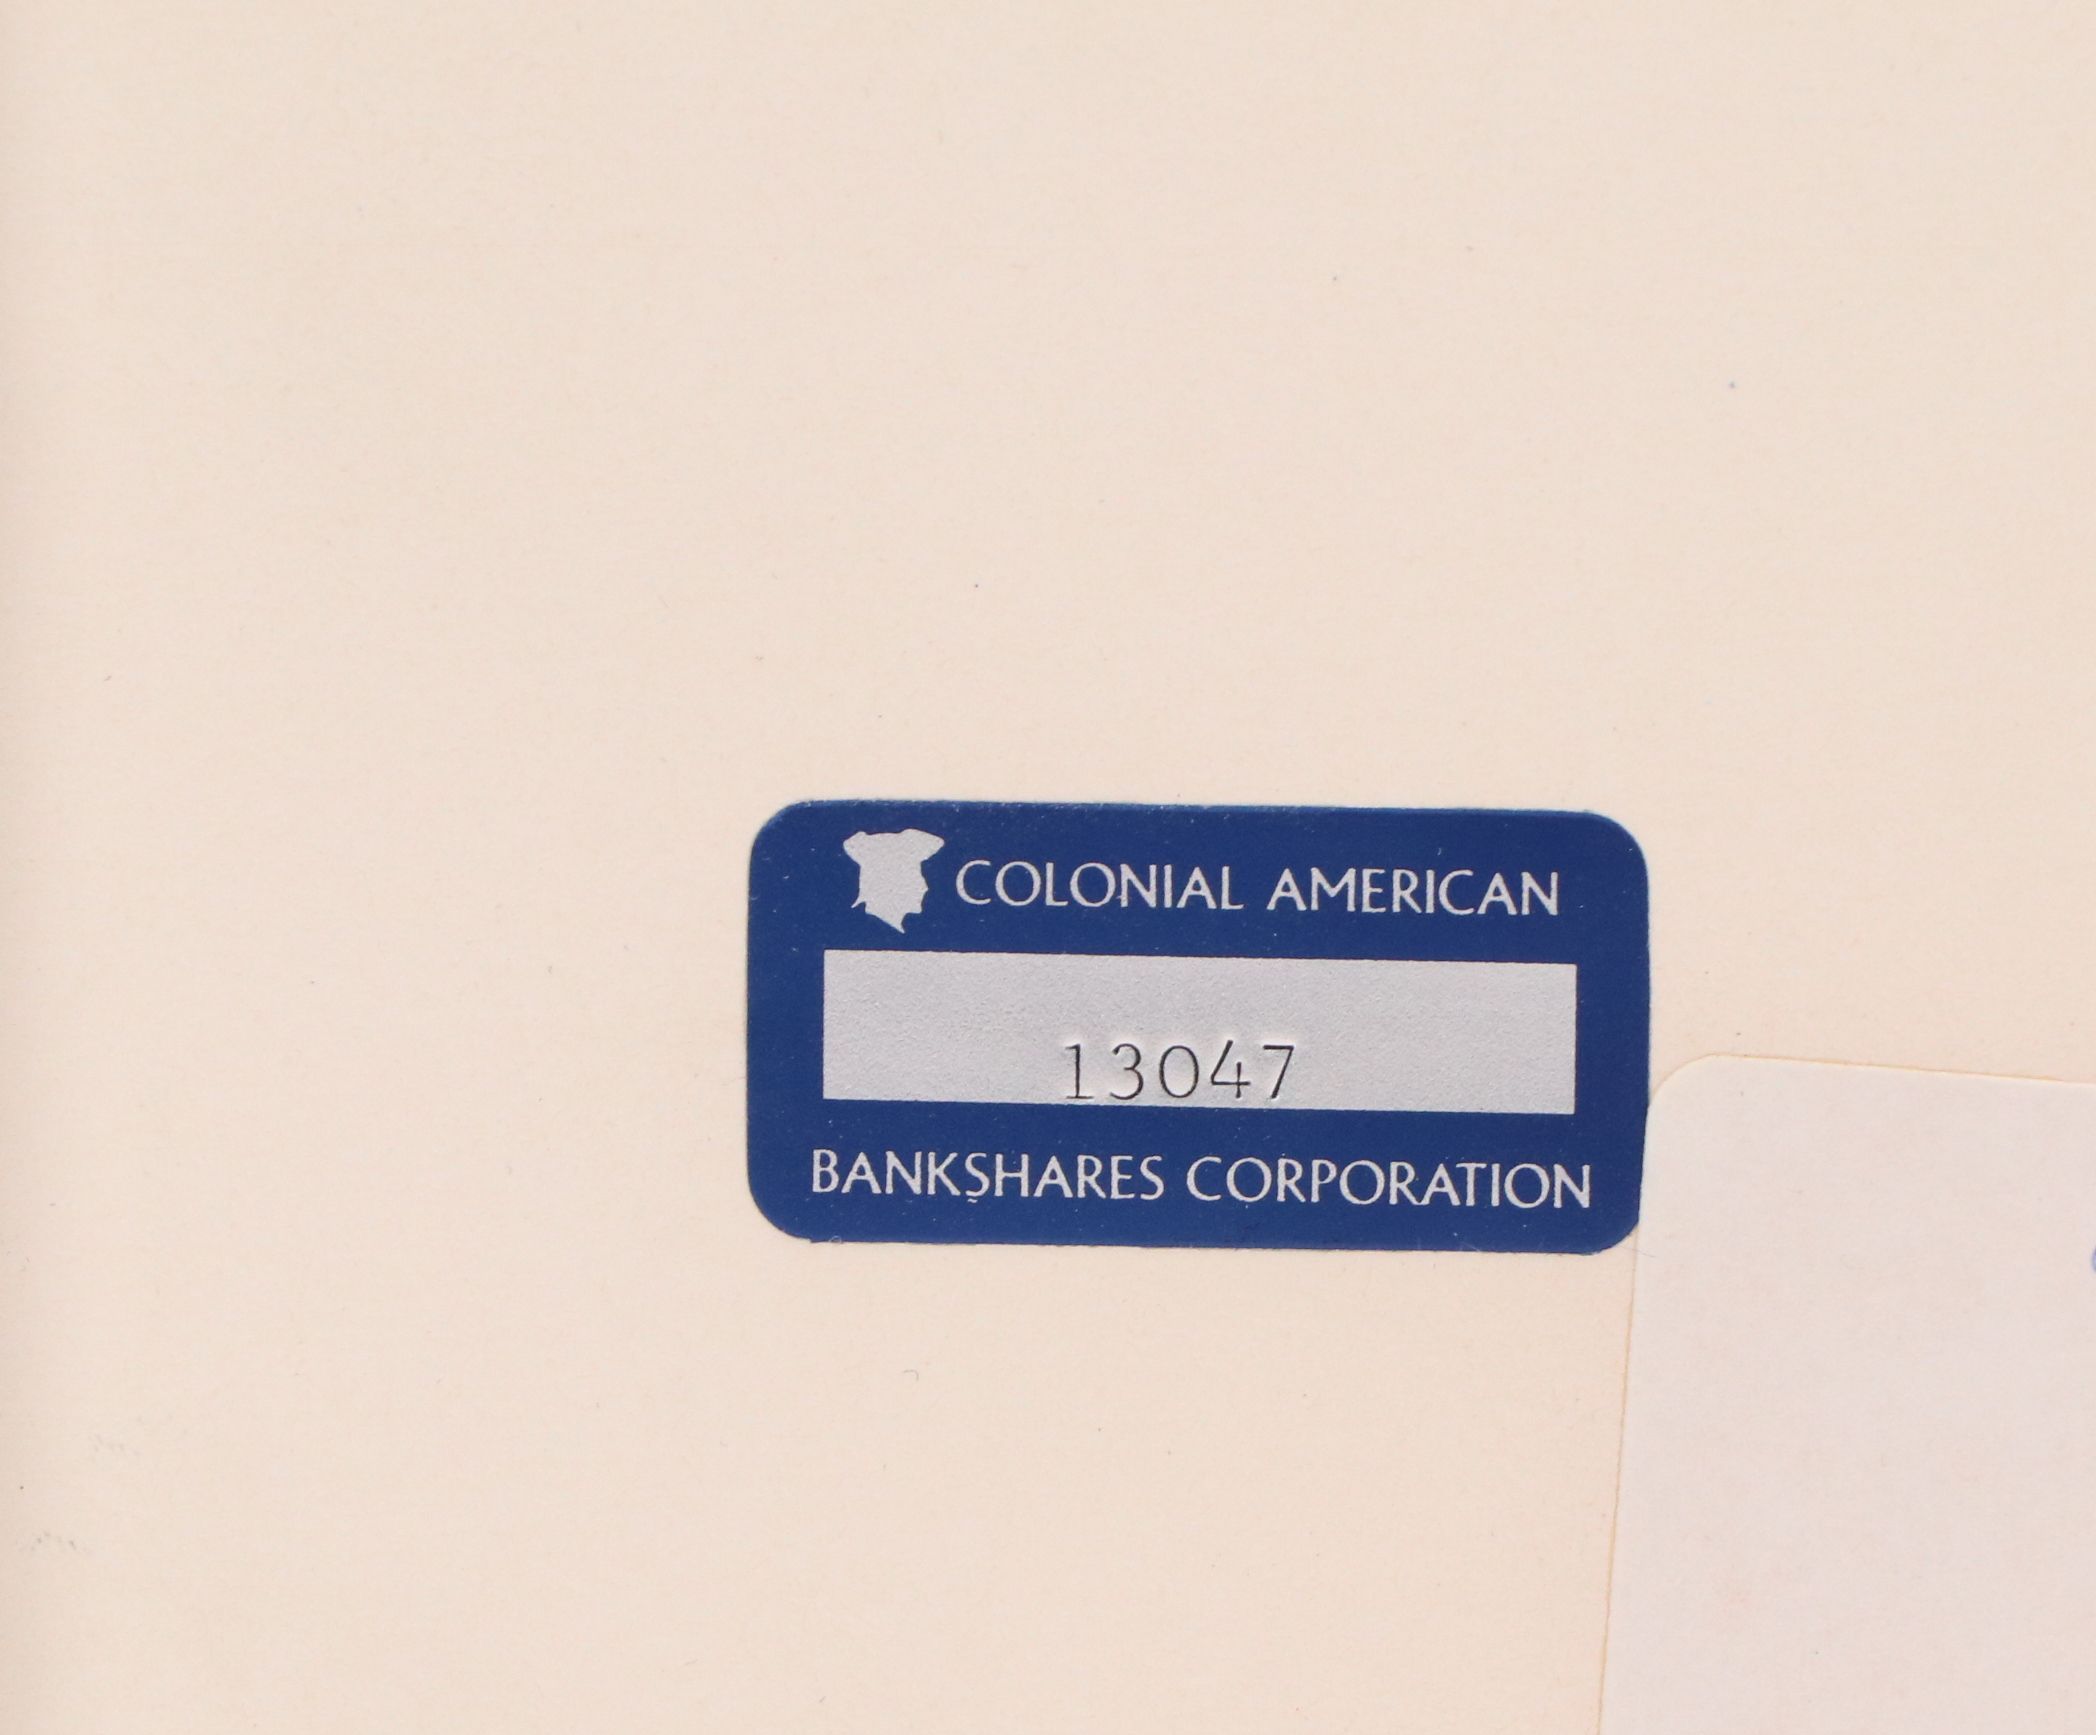 COLONIAL AMERICAN
13047
BANKSHARES CORPORATION